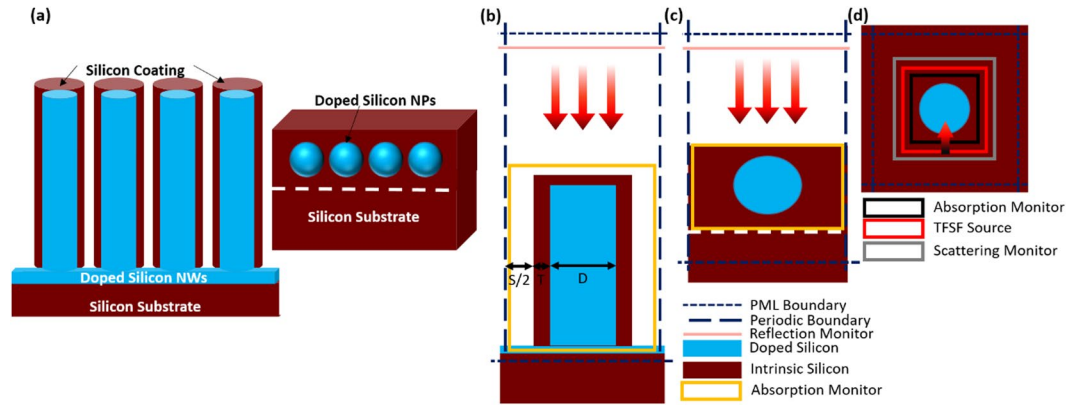 (a)
Silicon Coating
Doped Silicon NPs
Silicon Substrate
Doped Silicon NWs
Silicon Substrate
(b)
S/2
T
D
(c)
PML Boundary
Periodic Boundary
Reflection Monitor
Doped Silicon
Intrinsic Silicon
Absorption Monitor
(d)
Absorption Monitor
TFSF Source
Scattering Monitor